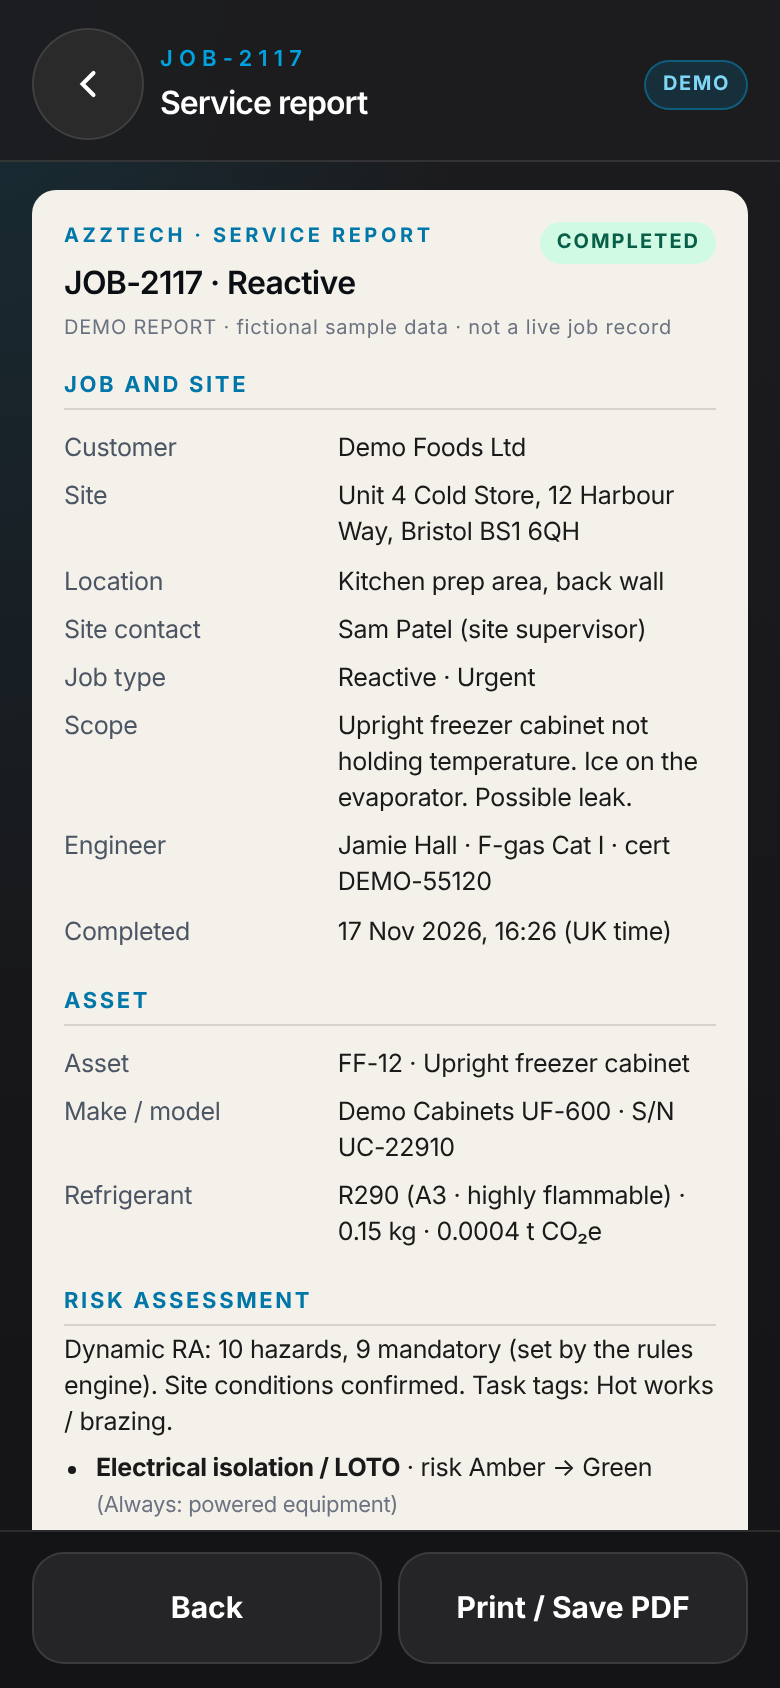 JOB-2117
Service report
DEMO
AZZTECH · SERVICE REPORT
COMPLETED
JOB-2117 · Reactive
DEMO REPORT · fictional sample data · not a live job record
JOB AND SITE
Customer
Demo Foods Ltd
Site
Unit 4 Cold Store, 12 Harbour
Way, Bristol BS1 6QH
Location
Kitchen prep area, back wall
Site contact
Sam Patel (site supervisor)
Job type
Reactive · Urgent
Scope
Upright freezer cabinet not
holding temperature. Ice on the
evaporator. Possible leak.
Engineer
Jamie Hall · F-gas Cat I · cert
DEMO-55120
Completed
17 Nov 2026, 16:26 (UK time)
ASSET
Asset
FF-12 · Upright freezer cabinet
Make / model
Demo Cabinets UF-600 · S/N
UC-22910
Refrigerant
R290 (A3 · highly flammable) ·
0.15 kg · 0.0004 t CO₂e
RISK ASSESSMENT
Dynamic RA: 10 hazards, 9 mandatory (set by the rules
engine). Site conditions confirmed. Task tags: Hot works
/ brazing.
• Electrical isolation / LOTO · risk Amber → Green
(Always: powered equipment)
Back
Print / Save PDF